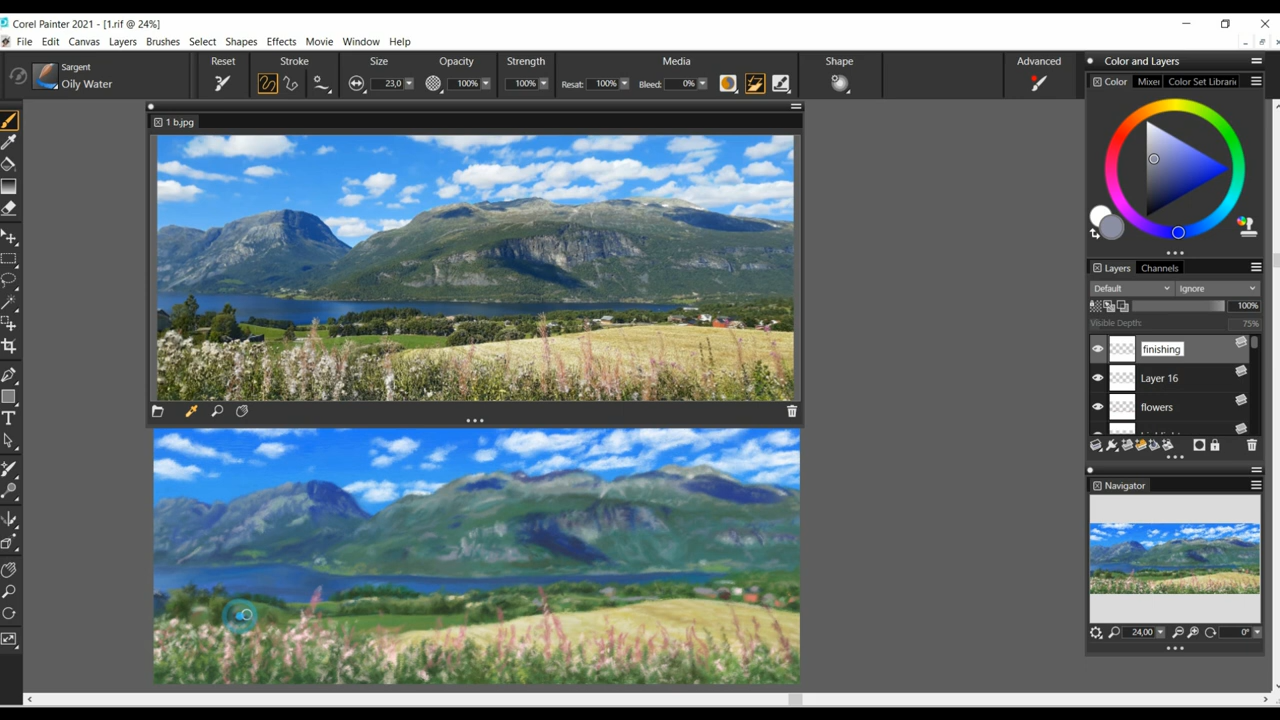 Corel Painter 2021 - [1.rif @ 24%]
File Edit Canvas Layers Brushes Select Shapes Effects Movie Window Help
Sargent
Oily Water
Reset
Stroke
Size
23,0
Opacity
100%
Strength
100%
Media
Resat: 100% Bleed: 0%
Shape
Advanced
1 b.jpg
Color and Layers
Color Mixe Color Set Librari
Layers Channels
Default Ignore
100%
Visible Depth: 75%
finishing
Layer 16
flowers
Navigator
24,00 0°